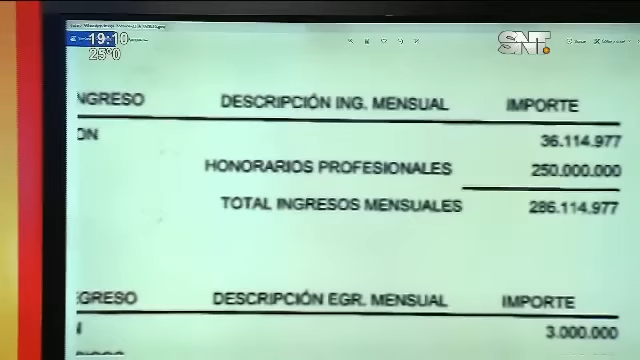 19:10
25°0
SNT
NGRESO DESCRIPCIÓN ING. MENSUAL IMPORTE
ON 36.114.977
HONORARIOS PROFESIONALES 250.000.000
TOTAL INGRESOS MENSUALES 286.114.977
GRESO DESCRIPCIÓN EGR. MENSUAL IMPORTE
3.000.000